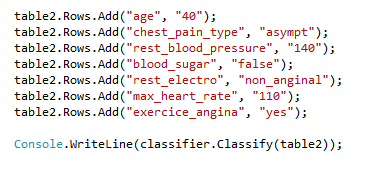 table2.Rows.Add("age", "40");
table2.Rows.Add("chest_pain_type", "asympt");
table2.Rows.Add("rest_blood_pressure", "140");
table2.Rows.Add("blood_sugar", "false");
table2.Rows.Add("rest_electro", "non_anginal");
table2.Rows.Add("max_heart_rate", "110");
table2.Rows.Add("exercice_angina", "yes");
Console.WriteLine(classifier.Classify(table2));